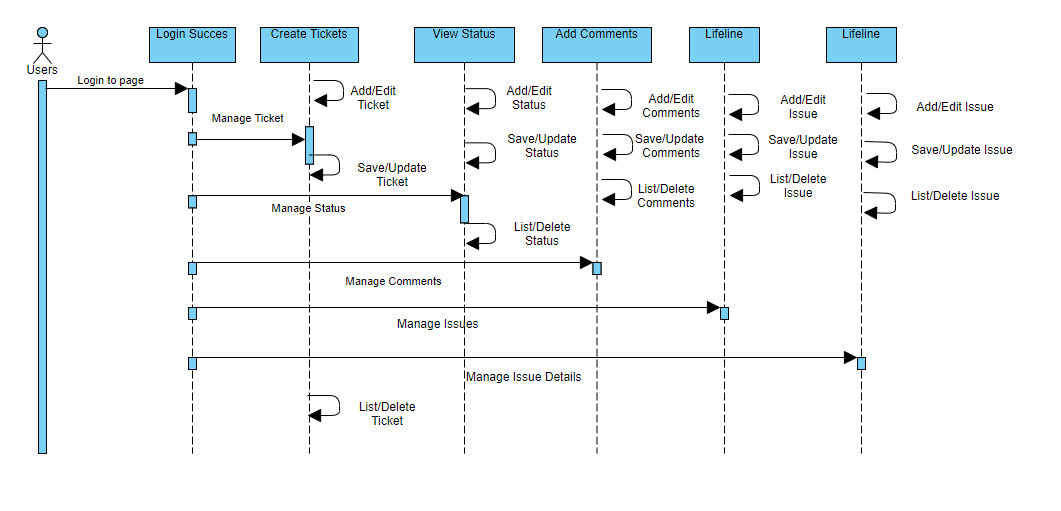 Login Succes
Create Tickets
View Status
Add Comments
Lifeline
Lifeline
Users
Login to page
Add/Edit
Ticket
Add/Edit
Status
Add/Edit
Comments
Add/Edit
Issue
Add/Edit Issue
Manage Ticket
Save/Update
Status
Save/Update
Comments
Save/Update
Issue
Save/Update Issue
Save/Update
Ticket
List/Delete
Comments
List/Delete
Issue
List/Delete Issue
Manage Status
List/Delete
Status
Manage Comments
Manage Issues
Manage Issue Details
List/Delete
Ticket